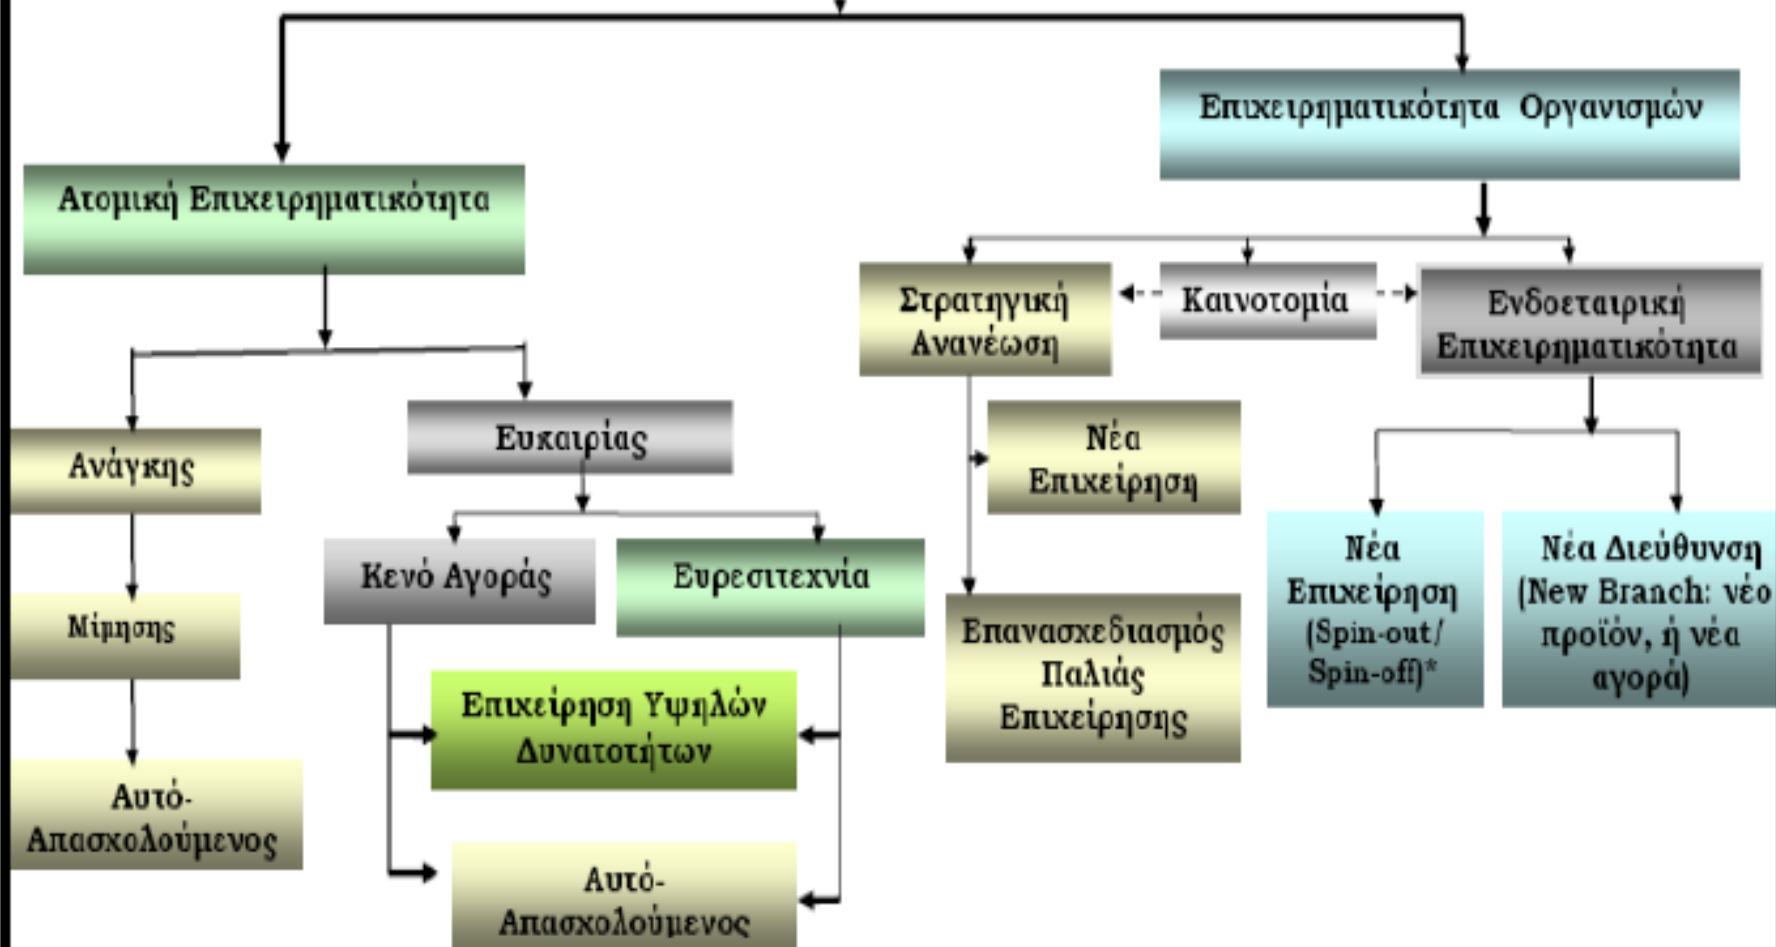 Επιχειρηματικότητα Οργανισμών
Ατομική Επιχειρηματικότητα
Στρατηγική
Ανανέωση
Καινοτομία
Ενδοεταιρική
Επιχειρηματικότητα
Ανάγκης
Ευκαιρίας
Νέα
Επιχείρηση
Κενό Αγοράς
Ευρεσιτεχνία
Νέα
Επιχείρηση
(Spin-out/
Spin-off)*
Νέα Διεύθυνση
(New Branch: νέο
προϊόν, ή νέα
αγορά)
Μίμησης
Επανασχεδιασμός
Παλιάς
Επιχείρησης
Επιχείρηση Υψηλών
Δυνατοτήτων
Αυτό-
Απασχολούμενος
Αυτό-
Απασχολούμενος